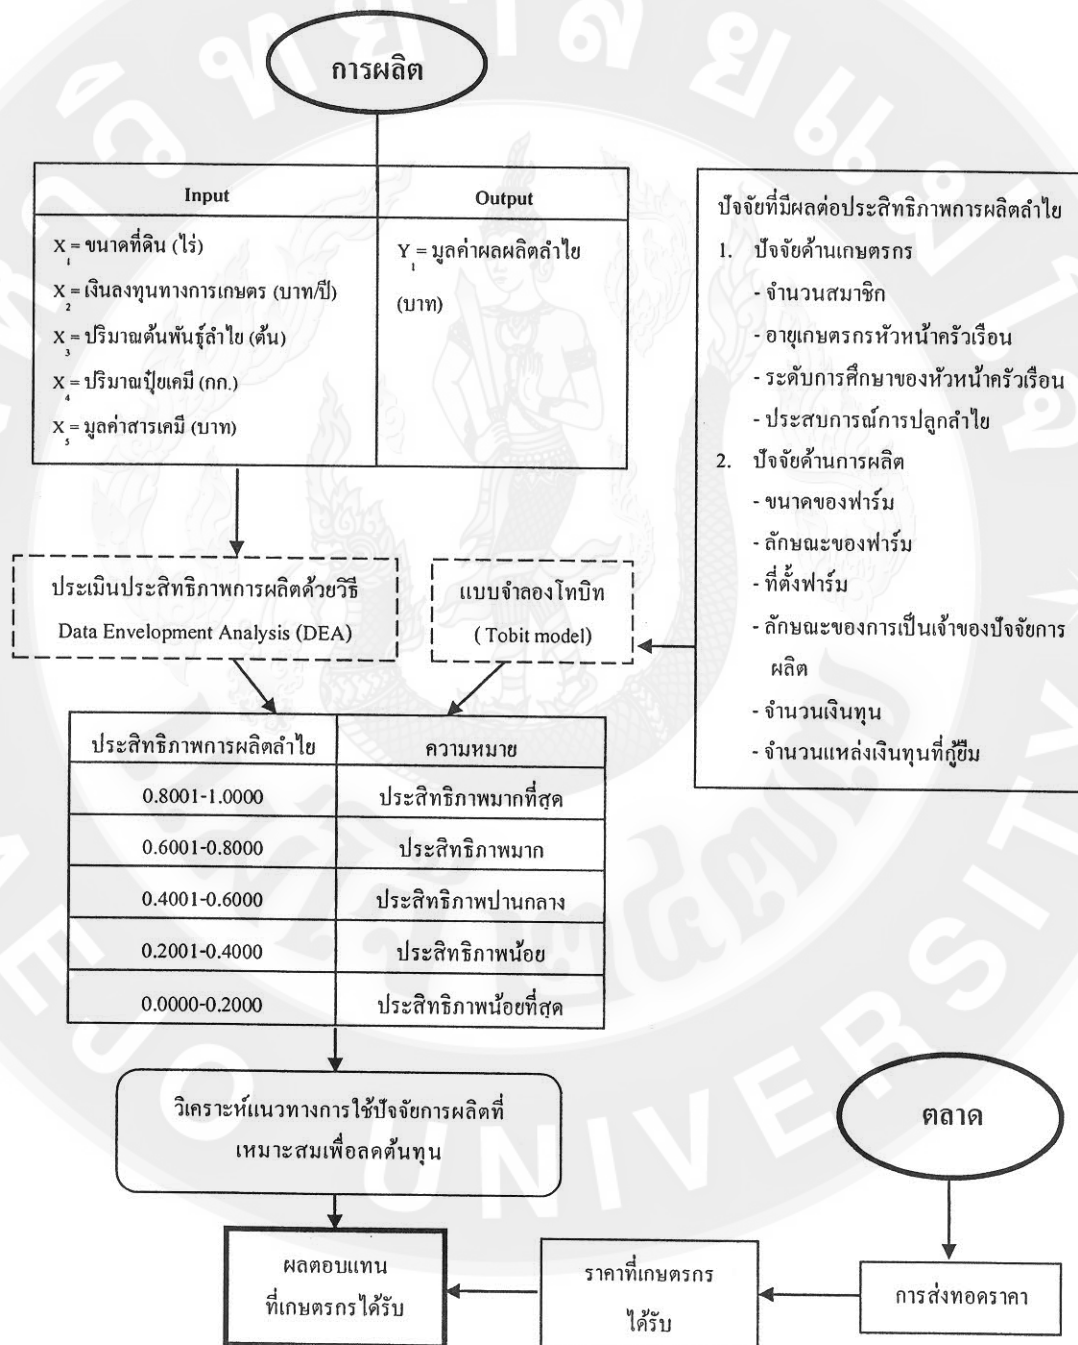 การผลิต
Input
Output
X1 = ขนาดที่ดิน (ไร่)
X2 = เงินลงทุนทางการเกษตร (บาท/ปี)
X3 = ปริมาณต้นพันธุ์ลำไย (ต้น)
X4 = ปริมาณปุ๋ยเคมี (กก.)
X5 = มูลค่าสารเคมี (บาท)
Y1 = มูลค่าผลผลิตลำไย
(บาท)
ปัจจัยที่มีผลต่อประสิทธิภาพการผลิตลำไย
1. ปัจจัยด้านเกษตรกร
- จำนวนสมาชิก
- อายุเกษตรกรหัวหน้าครัวเรือน
- ระดับการศึกษาของหัวหน้าครัวเรือน
- ประสบการณ์การปลูกลำไย
2. ปัจจัยด้านการผลิต
- ขนาดของฟาร์ม
- ลักษณะของฟาร์ม
- ที่ตั้งฟาร์ม
- ลักษณะของการเป็นเจ้าของปัจจัยการ
ผลิต
- จำนวนเงินทุน
- จำนวนแหล่งเงินทุนที่กู้ยืม
ประเมินประสิทธิภาพการผลิตด้วยวิธี
Data Envelopment Analysis (DEA)
แบบจำลองโทบิท
( Tobit model)
ประสิทธิภาพการผลิตลำไย
ความหมาย
0.8001-1.0000
ประสิทธิภาพมากที่สุด
0.6001-0.8000
ประสิทธิภาพมาก
0.4001-0.6000
ประสิทธิภาพปานกลาง
0.2001-0.4000
ประสิทธิภาพน้อย
0.0000-0.2000
ประสิทธิภาพน้อยที่สุด
วิเคราะห์แนวทางการใช้ปัจจัยการผลิตที่
เหมาะสมเพื่อลดต้นทุน
ตลาด
ผลตอบแทน
ที่เกษตรกรได้รับ
ราคาที่เกษตรกร
ได้รับ
การส่งทอดราคา
UNIVERSITY